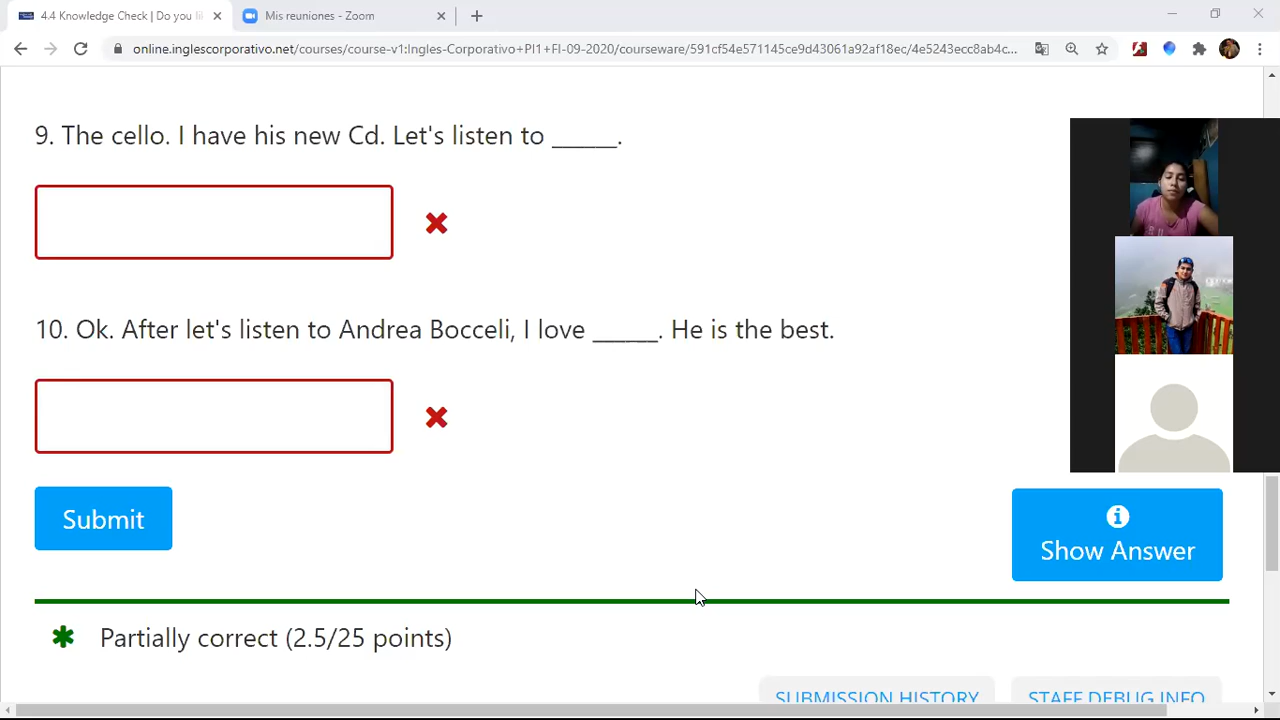 4.4 Knowledge Check | Do you li
Mis reuniones - Zoom
online.inglescorporativo.net/courses/course-v1:Ingles-Corporativo+PI1+FI-09-2020/courseware/591cf54e571145ce9d43061a92af18ec/4e5243ecc8ab4c...
9. The cello. I have his new Cd. Let's listen to ______.
10. Ok. After let's listen to Andrea Bocceli, I love ______. He is the best.
Submit
Show Answer
Partially correct (2.5/25 points)
SUBMISSION HISTORY
STAFF DEBUG INFO